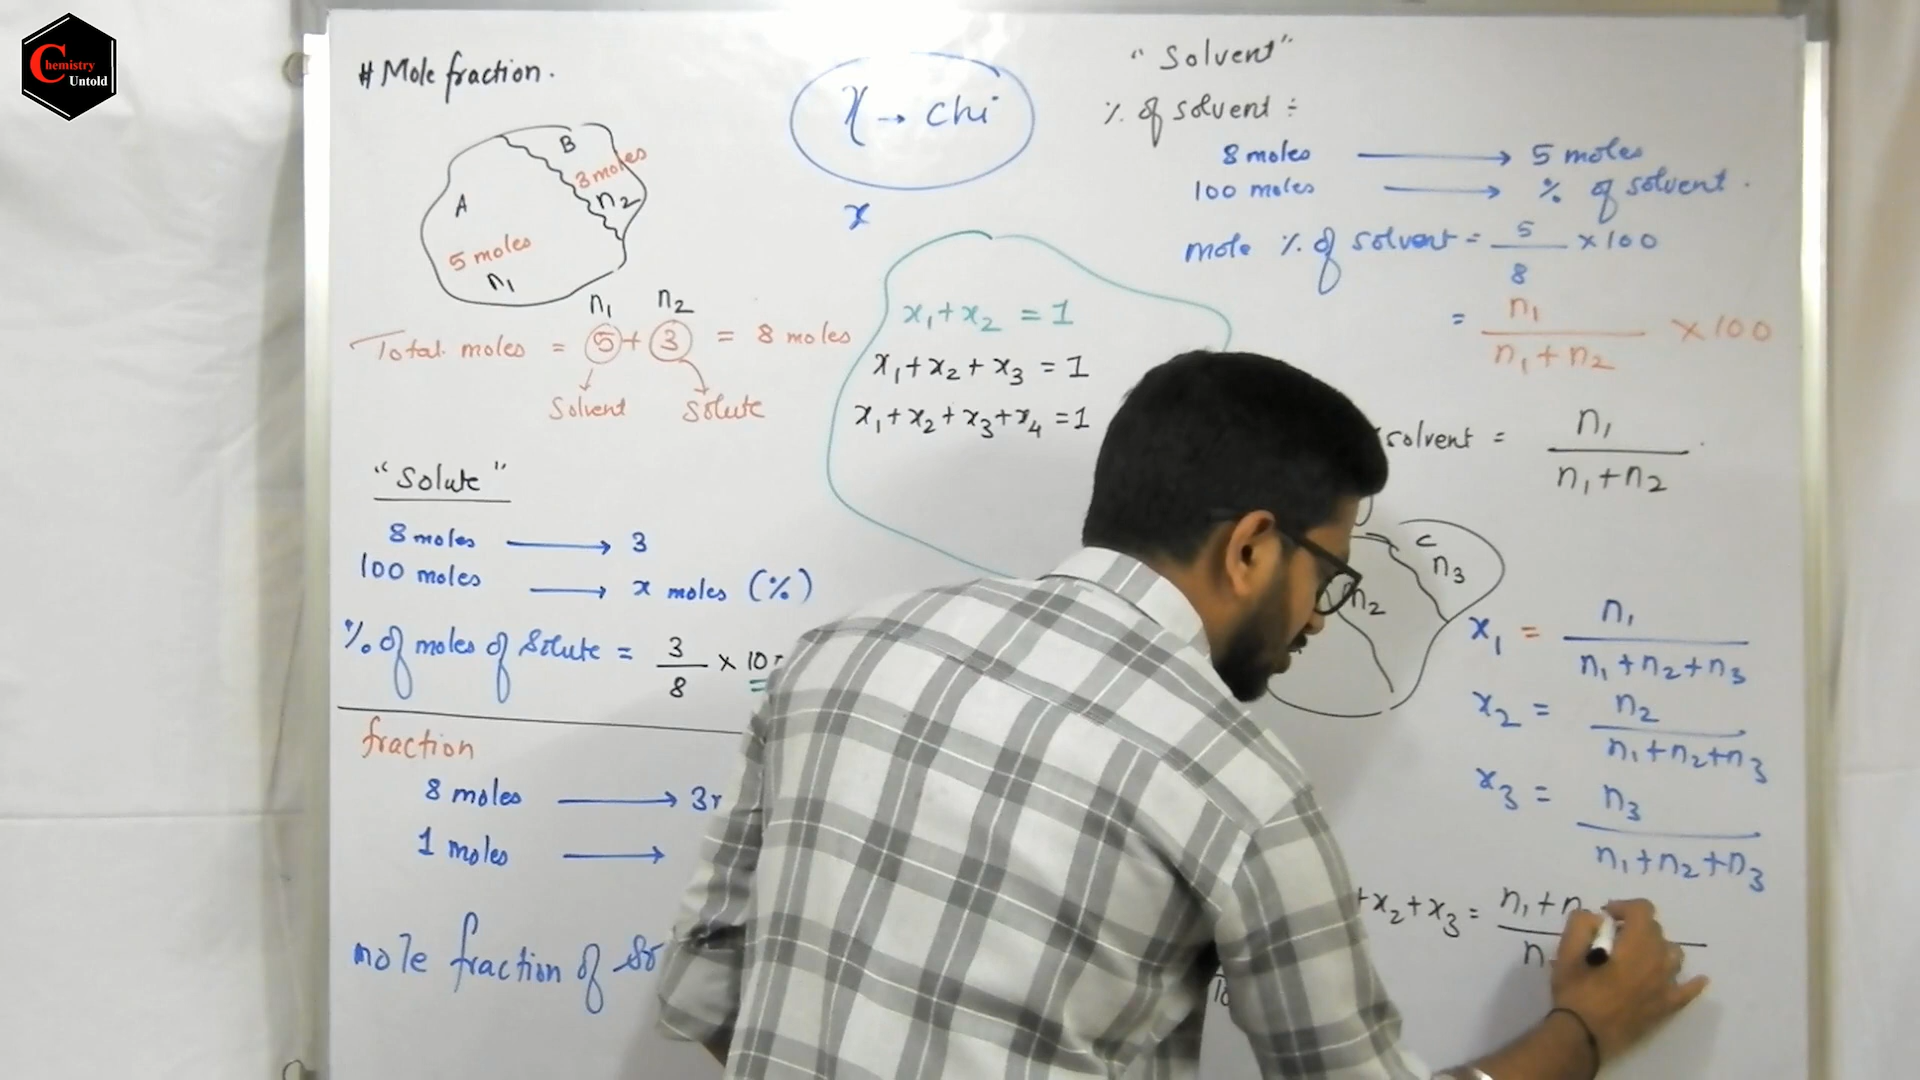 Chemistry
Untold
# Mole fraction.
A
B
3 moles
n₂
5 moles
n₁
n₁ n₂
Total moles = 5 + 3 = 8 moles
Solvent Solute
"Solute"
8 moles → 3
100 moles → x moles (%)
% of moles of solute = 3/8 × 10
fraction
8 moles → 3
1 moles →
mole fraction of
χ → chi
x
x₁ + x₂ = 1
x₁ + x₂ + x₃ = 1
x₁ + x₂ + x₃ + x₄ = 1
"Solvent"
% of solvent ÷
8 moles → 5 moles
100 moles → % of solvent.
mole % of solvent = 5/8 × 100
= n₁/(n₁ + n₂) × 100
solvent = n₁/(n₁ + n₂)
C
n₃
n₂
x₁ = n₁/(n₁ + n₂ + n₃)
x₂ = n₂/(n₁ + n₂ + n₃)
x₃ = n₃/(n₁ + n₂ + n₃)
+ x₂ + x₃ = n₁ + n
n